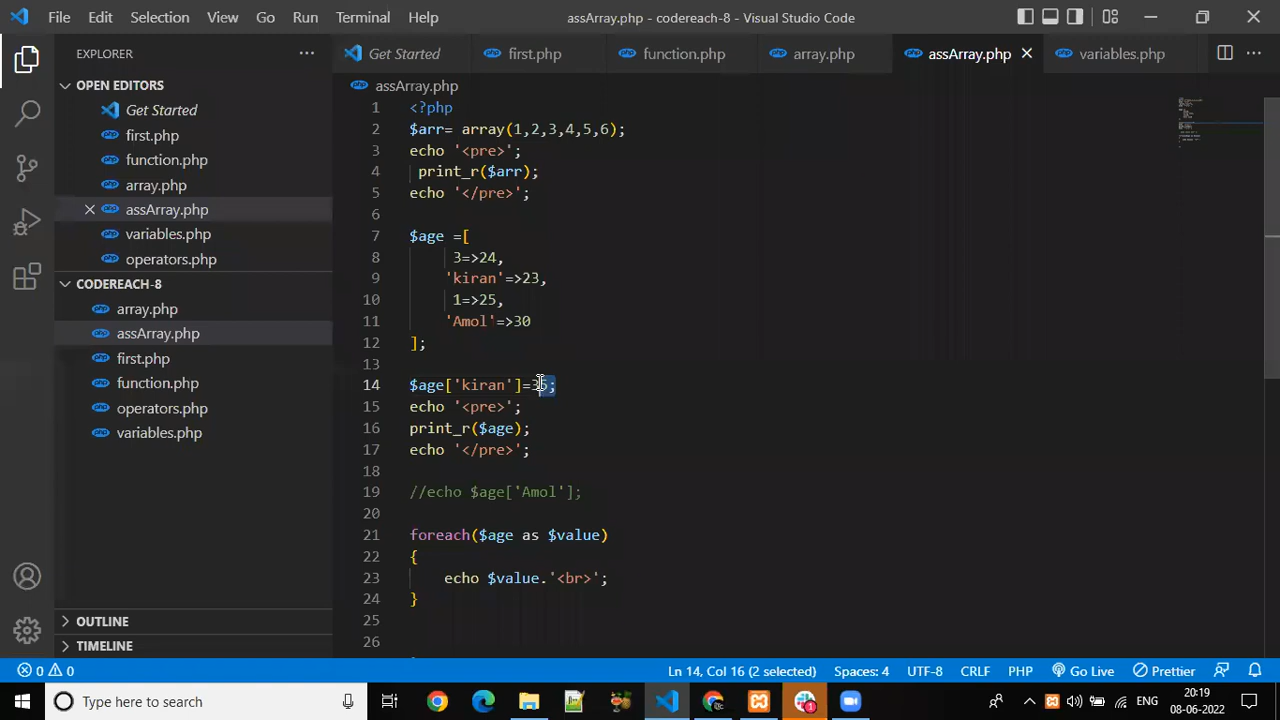 File Edit Selection View Go Run Terminal Help assArray.php - codereach-8 - Visual Studio Code
EXPLORER
Get Started first.php function.php array.php assArray.php variables.php
OPEN EDITORS
Get Started
first.php
function.php
array.php
assArray.php
variables.php
operators.php
CODEREACH-8
array.php
assArray.php
first.php
function.php
operators.php
variables.php
OUTLINE
TIMELINE
assArray.php
1 <?php
2 $arr= array(1,2,3,4,5,6);
3 echo '<pre>';
4 print_r($arr);
5 echo '</pre>';
6
7 $age =[
8 3=>24,
9 'kiran'=>23,
10 1=>25,
11 'Amol'=>30
12 ];
13
14 $age['kiran']=35;
15 echo '<pre>';
16 print_r($age);
17 echo '</pre>';
18
19 //echo $age['Amol'];
20
21 foreach($age as $value)
22 {
23 echo $value.'<br>';
24 }
25
26
0 0 Ln 14, Col 16 (2 selected) Spaces: 4 UTF-8 CRLF PHP Go Live Prettier
Type here to search
ENG
20:19
08-06-2022